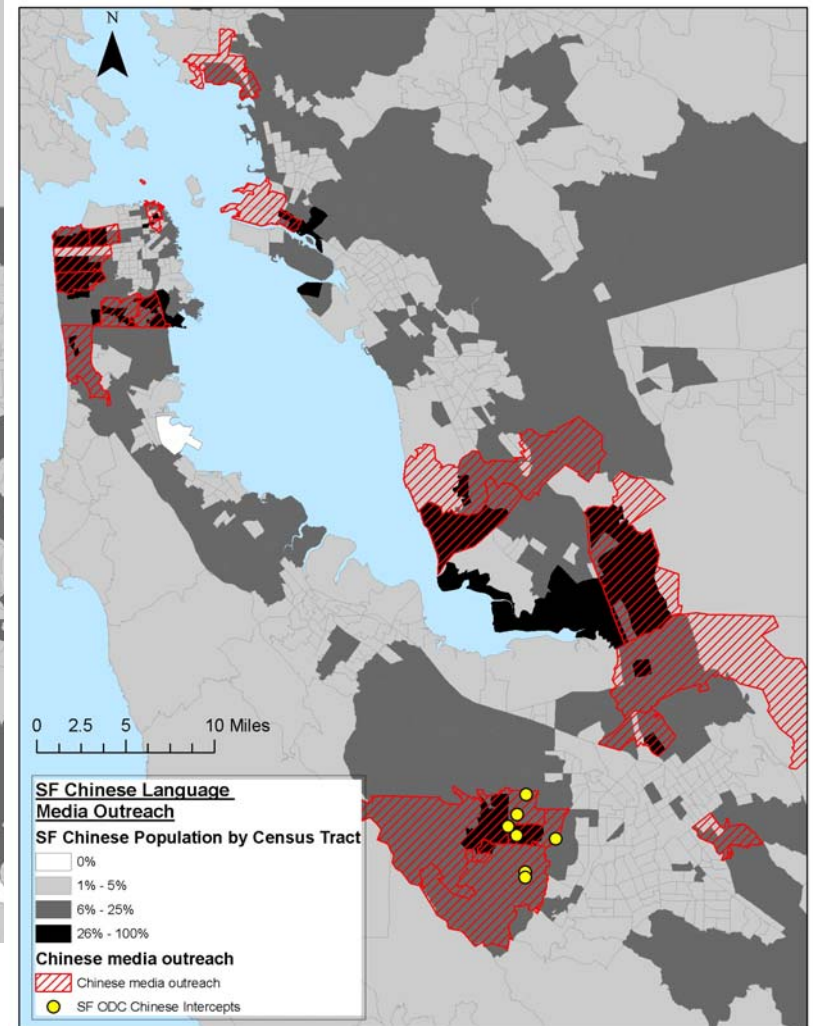 N
0 2.5 5 10 Miles
SF Chinese Language
Media Outreach
SF Chinese Population by Census Tract
0%
1% - 5%
6% - 25%
26% - 100%
Chinese media outreach
Chinese media outreach
SF ODC Chinese Intercepts